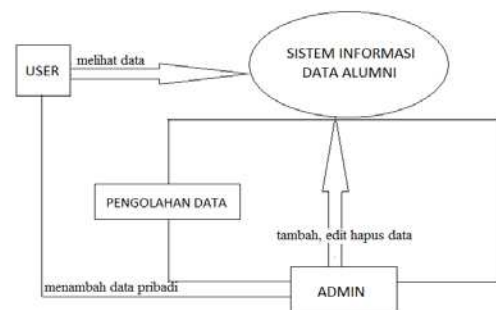 SISTEM INFORMASI
DATA ALUMNI
USER
melihat data
PENGOLAHAN DATA
tambah, edit hapus data
menambah data pribadi
ADMIN